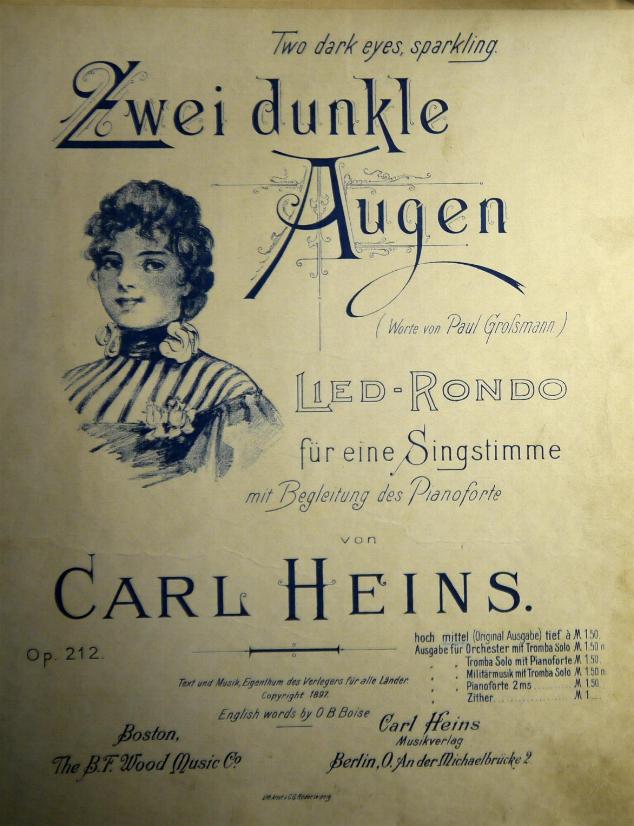 Two dark eyes, sparkling.
Zwei dunkle
Augen
(Worte von Paul Großmann)
LIED-RONDO
für eine Singstimme
mit Begleitung des Pianoforte
von
CARL HEINS.
Op. 212.
hoch mittel (Original Ausgabe) tief à M 1.50.
Ausgabe für Orchester mit Tromba Solo M 1.50 n
" " Tromba Solo mit Pianoforte M 1.50.
" " Militärmusik mit Tromba Solo M 1.50 n.
" " Pianoforte 2 ms ........ M 1.50
" " Zither ........ M 1.
Text und Musik, Eigenthum des Verlegers für alle Länder.
Copyright 1897.
English words by O B Boise
Boston,
The B.F. Wood Music Co
Carl Heins
Musikverlag
Berlin, O. An der Michaelbrücke 2